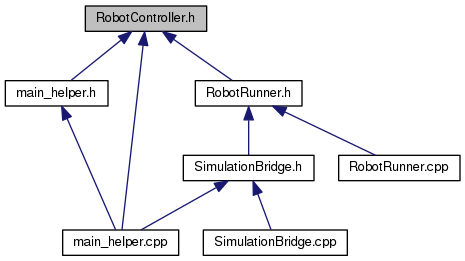 RobotController.h
main_helper.h
RobotRunner.h
SimulationBridge.h
RobotRunner.cpp
main_helper.cpp
SimulationBridge.cpp